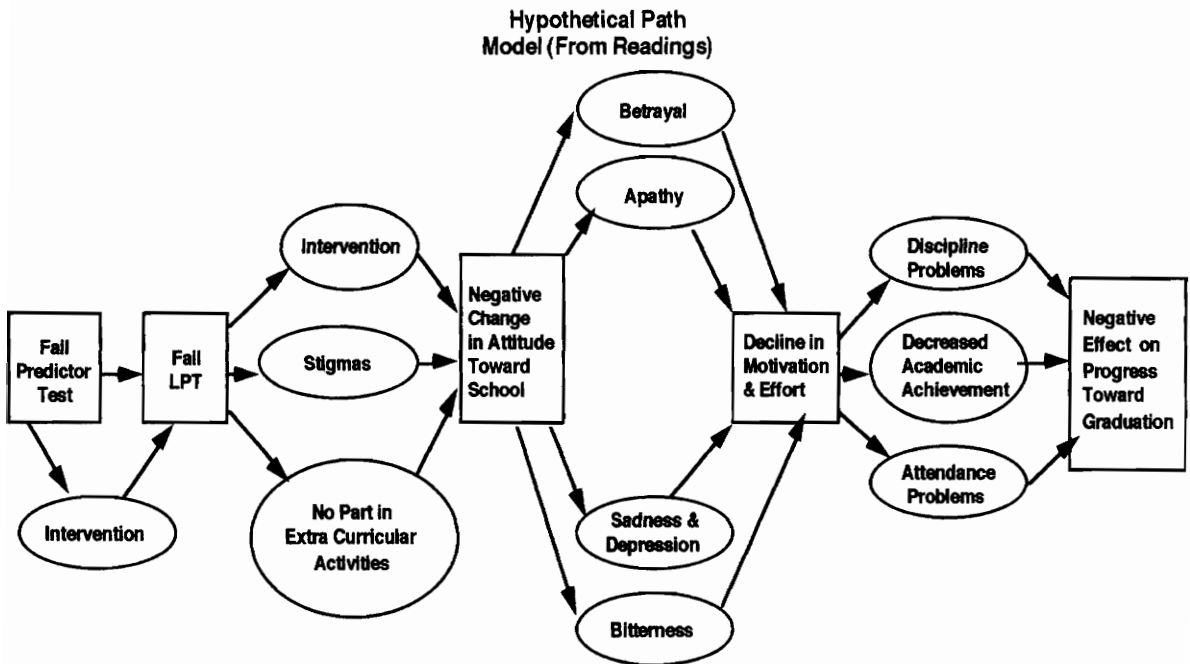 Hypothetical Path
Model (From Readings)
Fail
Predictor
Test
Intervention
Fail
LPT
Intervention
Stigmas
No Part in
Extra Curricular
Activities
Negative
Change
in Attitude
Toward
School
Betrayal
Apathy
Sadness &
Depression
Bitterness
Decline in
Motivation
& Effort
Discipline
Problems
Decreased
Academic
Achievement
Attendance
Problems
Negative
Effect on
Progress
Toward
Graduation